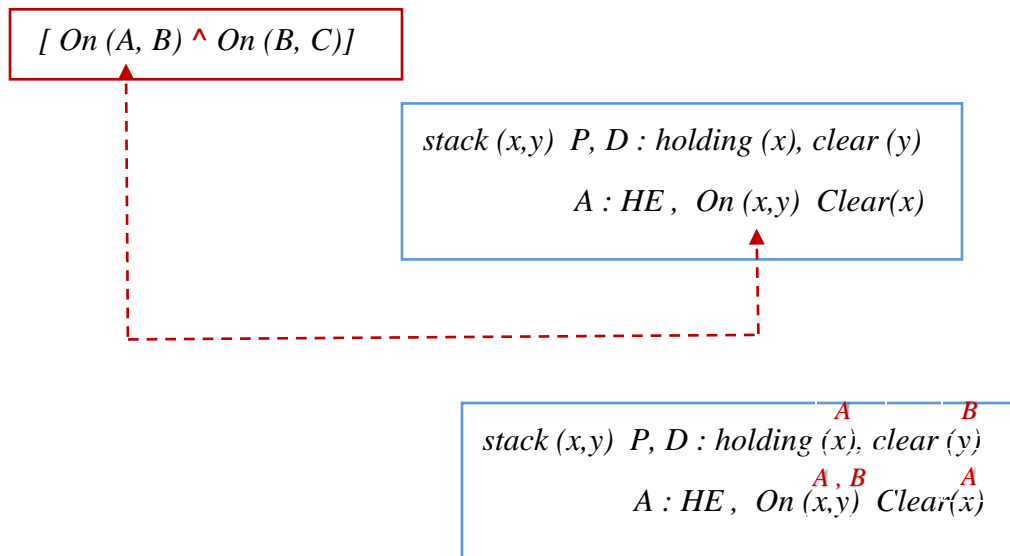 [ On (A, B) ^ On (B, C)]
stack (x,y) P, D : holding (x), clear (y)
A : HE , On (x,y) Clear(x)
A B
stack (x,y) P, D : holding (x), clear (y)
A , B A
A : HE , On (x,y) Clear(x)